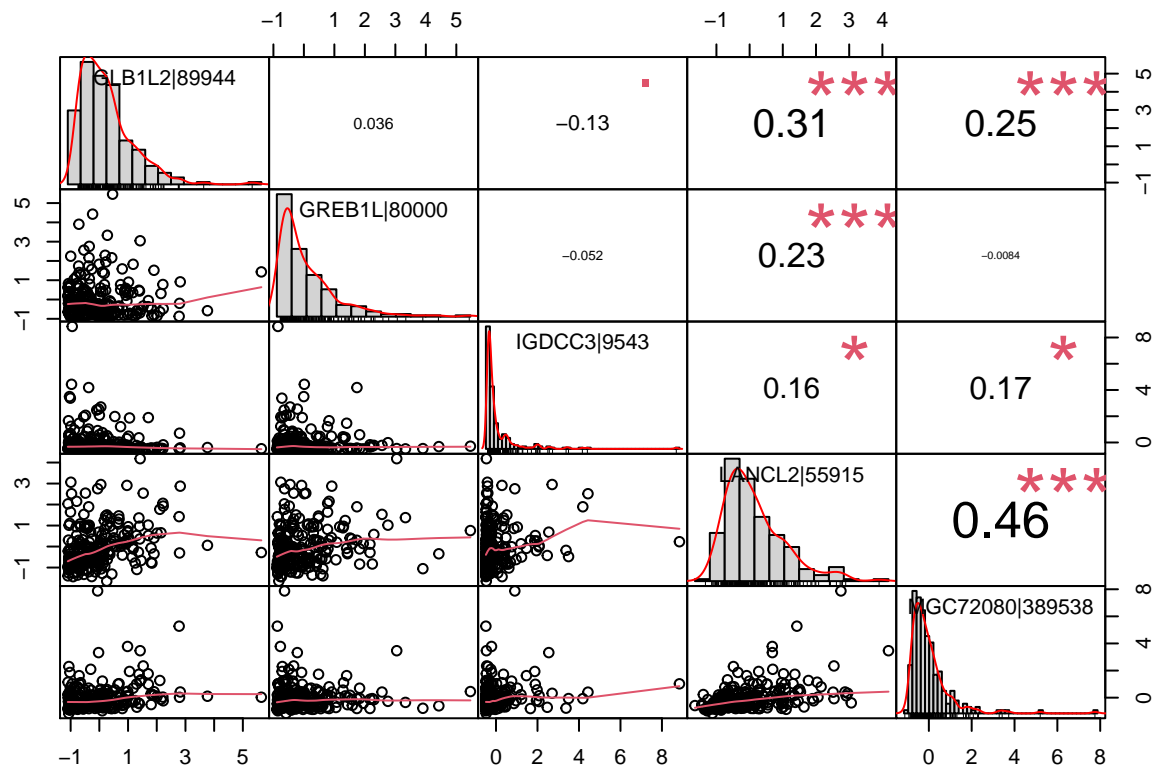 −1 0 1 2 3 4 5
−1 0 1 2 3 4
GLB1L2|89944
0.036
−0.13
0.31
***
0.25
***
−1 1 3 5
GREB1L|80000
−0.052
0.23
***
−0.0084
−1 1 3 5
IGDCC3|9543
0.16
*
0.17
*
0 4 8
LANCL2|55915
0.46
***
−1 1 3
GC72080|389538
0 4 8
−1 1 3 5
0 2 4 6 8
0 2 4 6 8